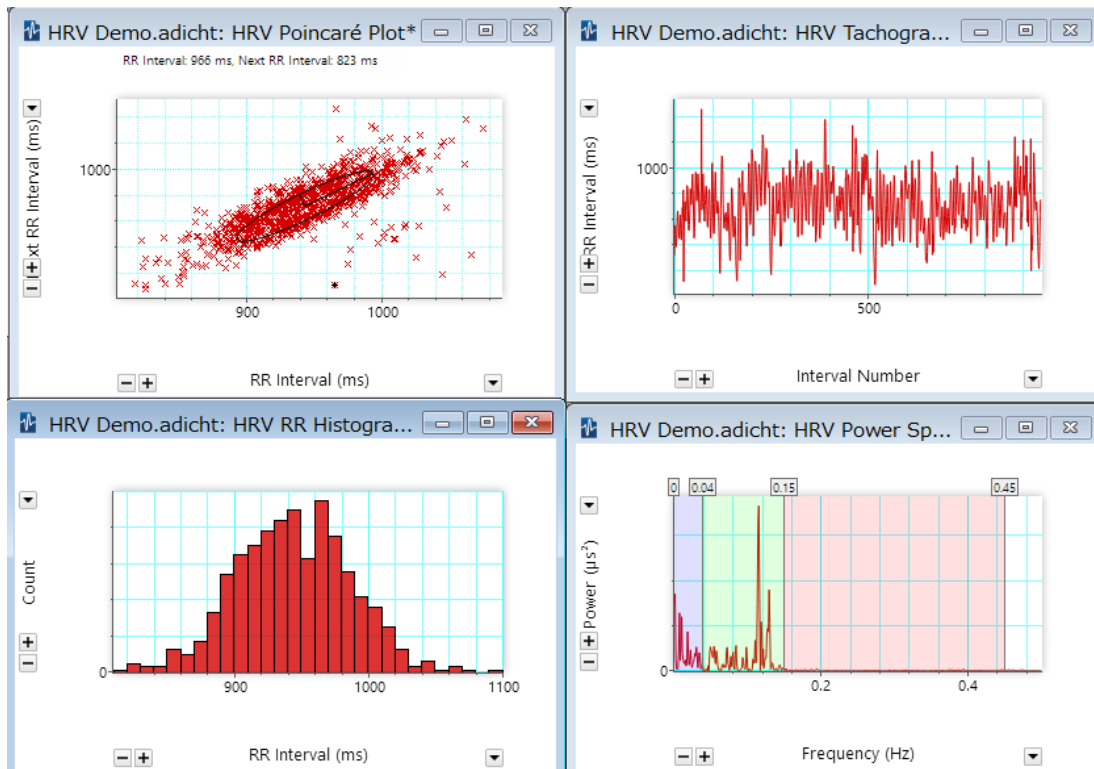 HRV Demo.adicht: HRV Poincaré Plot*
RR Interval: 966 ms, Next RR Interval: 823 ms
ext RR Interval (ms)
1000
900
1000
RR Interval (ms)
HRV Demo.adicht: HRV Tachogra...
RR Interval (ms)
1000
0
500
Interval Number
HRV Demo.adicht: HRV RR Histogra...
Count
0
900
1000
1100
RR Interval (ms)
HRV Demo.adicht: HRV Power Sp...
0
0.04
0.15
0.45
Power (µs²)
0
0.2
0.4
Frequency (Hz)